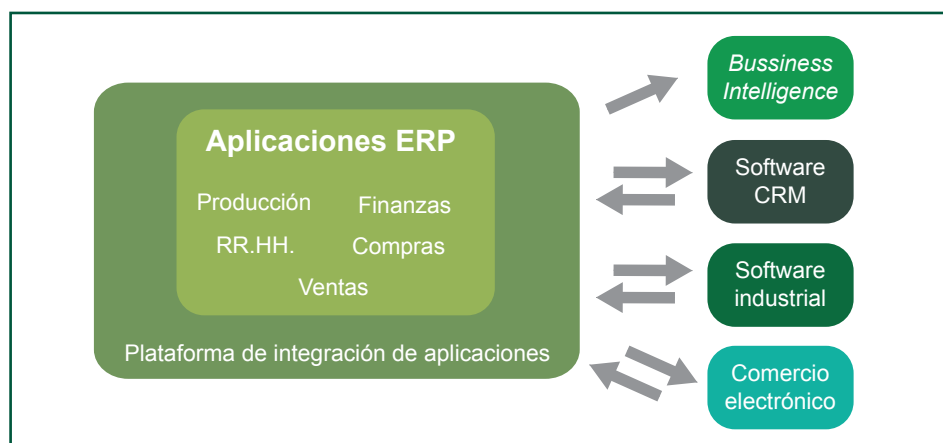 Aplicaciones ERP
Producción
Finanzas
RR.HH.
Compras
Ventas
Plataforma de integración de aplicaciones
Bussiness
Intelligence
Software
CRM
Software
industrial
Comercio
electrónico